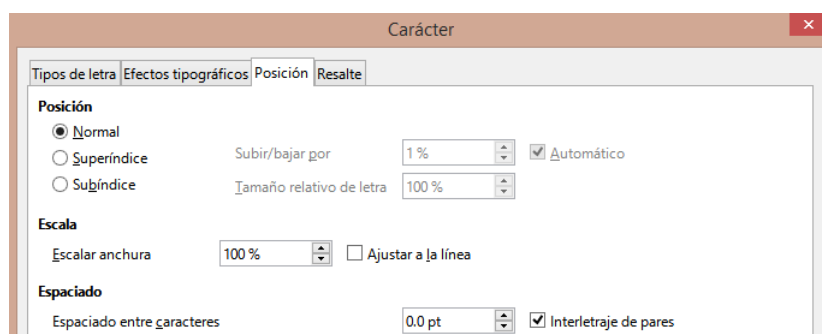 Carácter
Tipos de letra Efectos tipográficos Posición Resalte
Posición
Normal
Superíndice Subir/bajar por 1 % Automático
Subíndice Tamaño relativo de letra 100 %
Escala
Escalar anchura 100 % Ajustar a la línea
Espaciado
Espaciado entre caracteres 0.0 pt Interletraje de pares